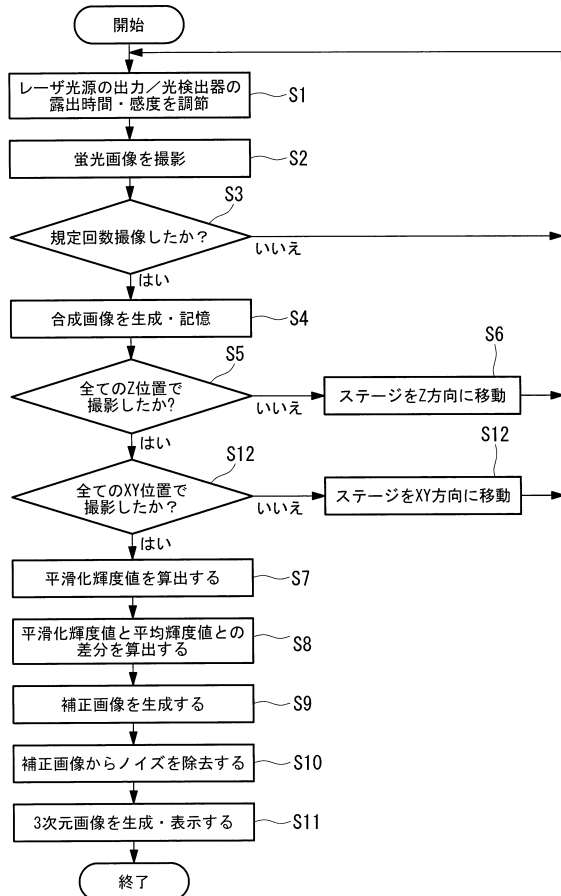 開始
レーザ光源の出力／光検出器の
露出時間・感度を調節
S1
蛍光画像を撮影
S2
S3
規定回数撮像したか？
いいえ
はい
合成画像を生成・記憶
S4
S5
全てのZ位置で
撮影したか?
いいえ
S6
ステージをZ方向に移動
はい
S12
全てのXY位置で
撮影したか？
いいえ
S12
ステージをXY方向に移動
はい
平滑化輝度値を算出する
S7
平滑化輝度値と平均輝度値との
差分を算出する
S8
補正画像を生成する
S9
補正画像からノイズを除去する
S10
3次元画像を生成・表示する
S11
終了